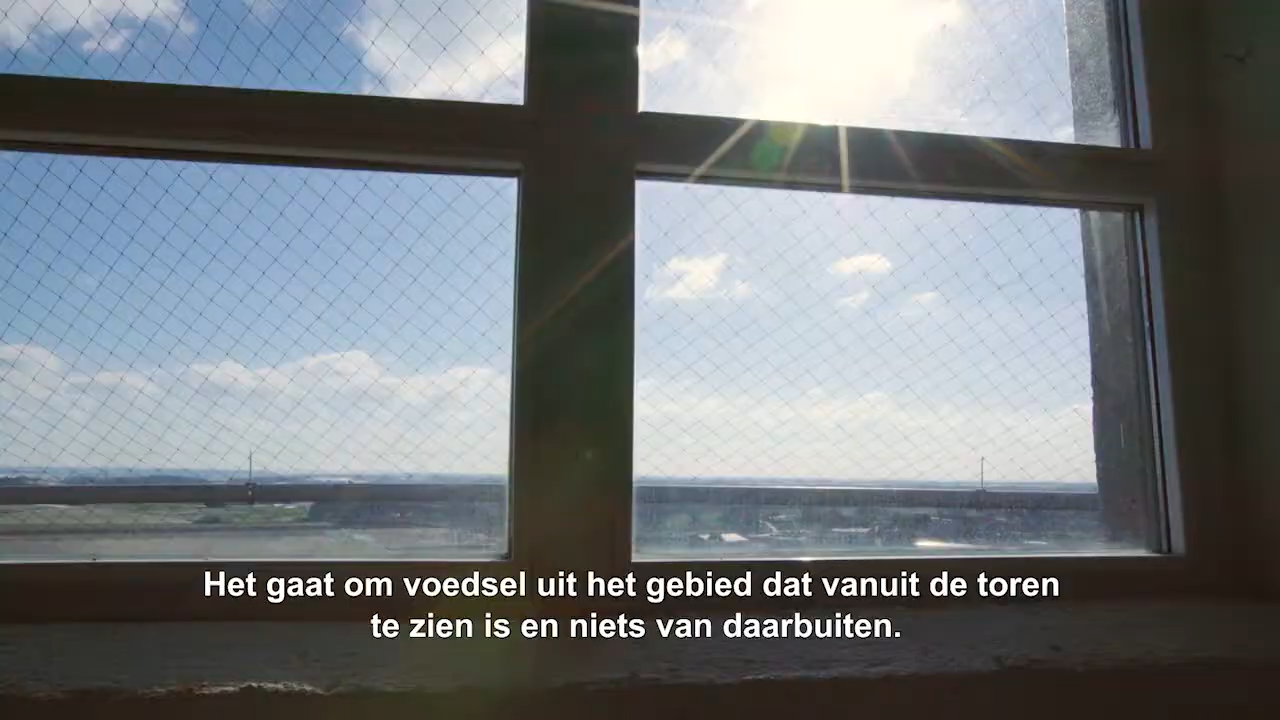 Het gaat om voedsel uit het gebied dat vanuit de toren
te zien is en niets van daarbuiten.